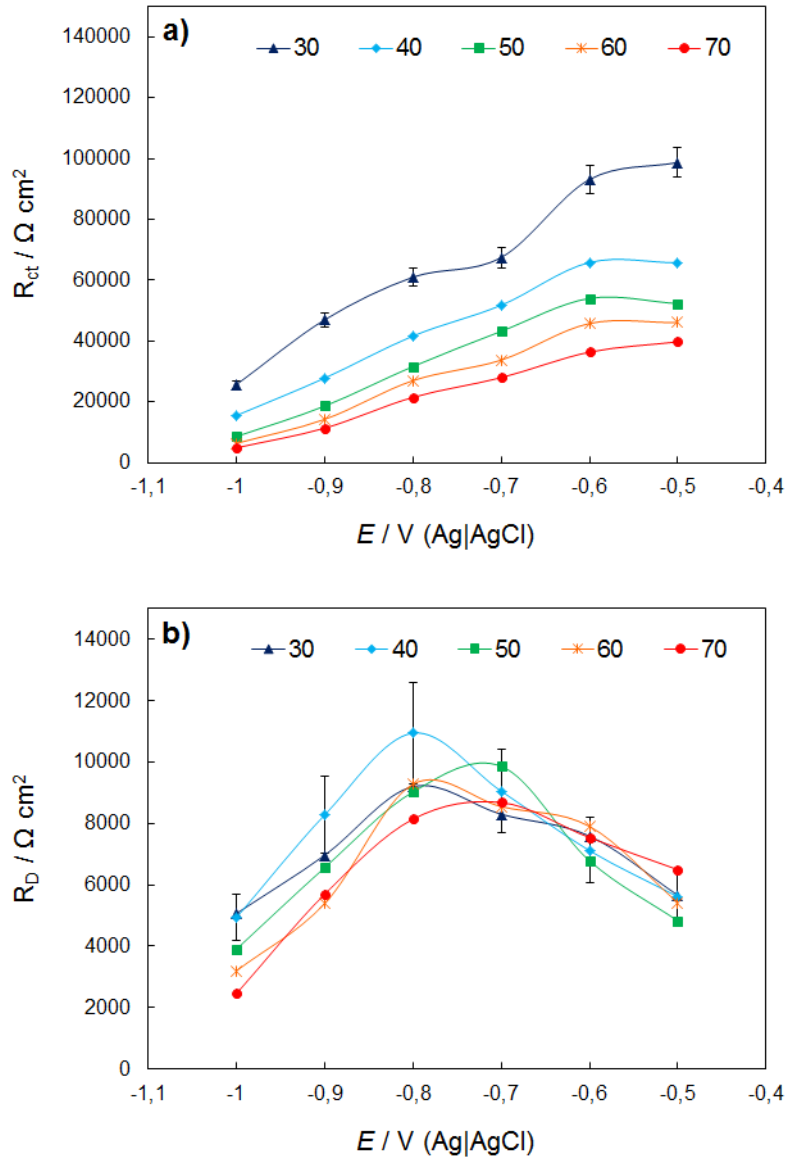 a)
30 40 50 60 70
140000
120000
100000
80000
60000
40000
20000
0
R_ct / Ω cm²
-1,1 -1 -0,9 -0,8 -0,7 -0,6 -0,5 -0,4
E / V (Ag|AgCl)
b)
30 40 50 60 70
14000
12000
10000
8000
6000
4000
2000
0
R_D / Ω cm²
-1,1 -1 -0,9 -0,8 -0,7 -0,6 -0,5 -0,4
E / V (Ag|AgCl)